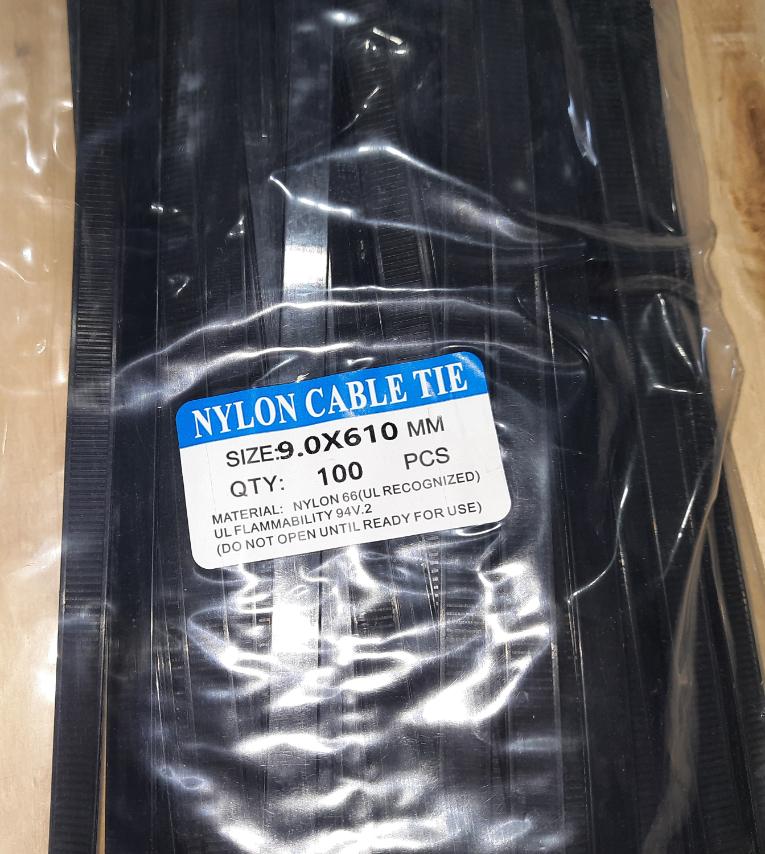 NYLON CABLE TIE
SIZE:9.0X610 MM
QTY: 100 PCS
MATERIAL: NYLON 66(UL RECOGNIZED)
UL FLAMMABILITY 94V.2
(DO NOT OPEN UNTIL READY FOR USE)